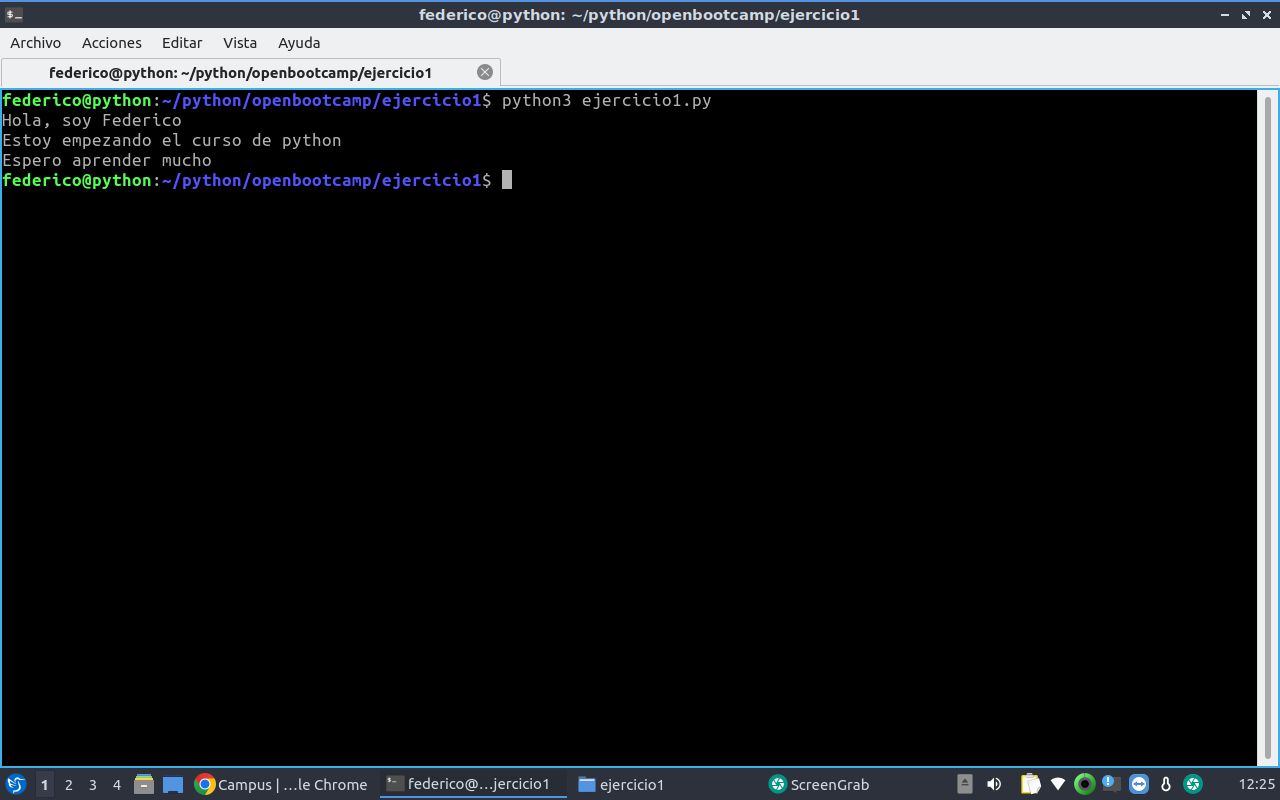 federico@python: ~/python/openbootcamp/ejercicio1
Archivo Acciones Editar Vista Ayuda
federico@python: ~/python/openbootcamp/ejercicio1
federico@python:~/python/openbootcamp/ejercicio1$ python3 ejercicio1.py
Hola, soy Federico
Estoy empezando el curso de python
Espero aprender mucho
federico@python:~/python/openbootcamp/ejercicio1$
1 2 3 4 Campus | ...le Chrome federico@...jercicio1 ejercicio1 ScreenGrab 12:25